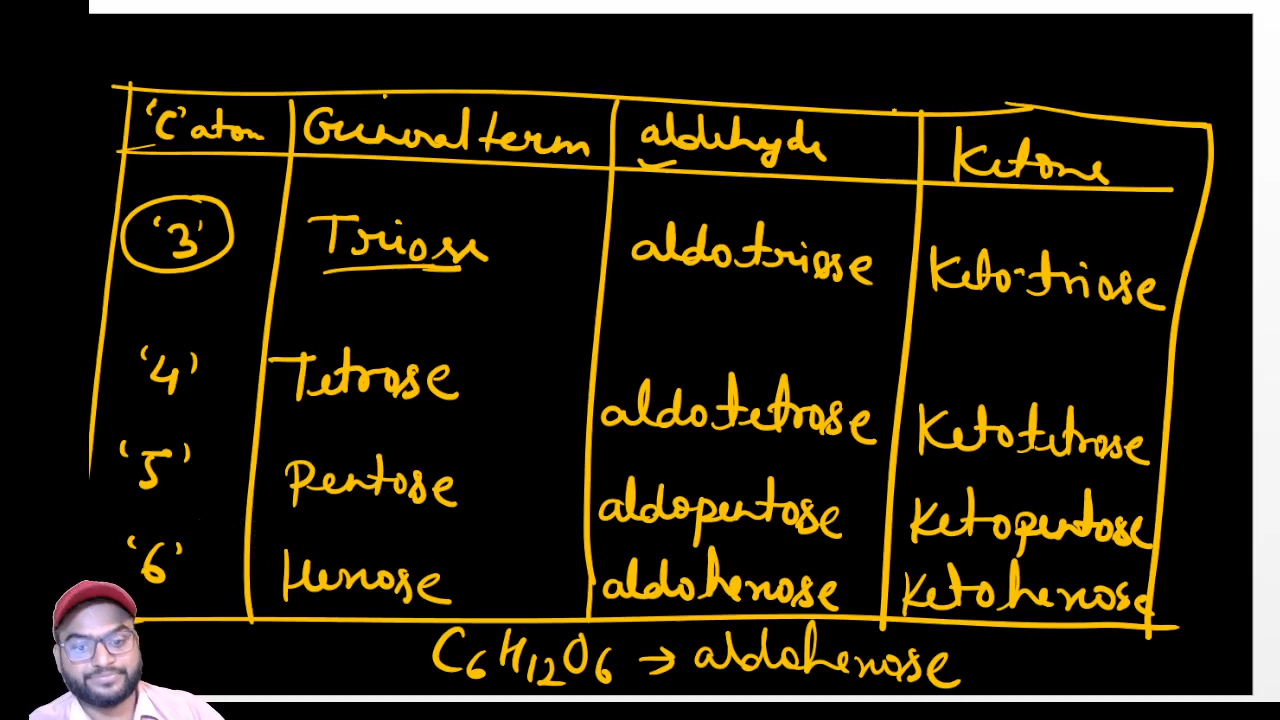 'C' atom General term aldehyde Ketone
'3' Triose aldotriose Keto-triose
'4' Tetrose aldotetrose Ketotetrose
'5' Pentose aldopentose Ketopentose
'6' Hexose aldohexose Ketohexose
C6H12O6 → aldohexose